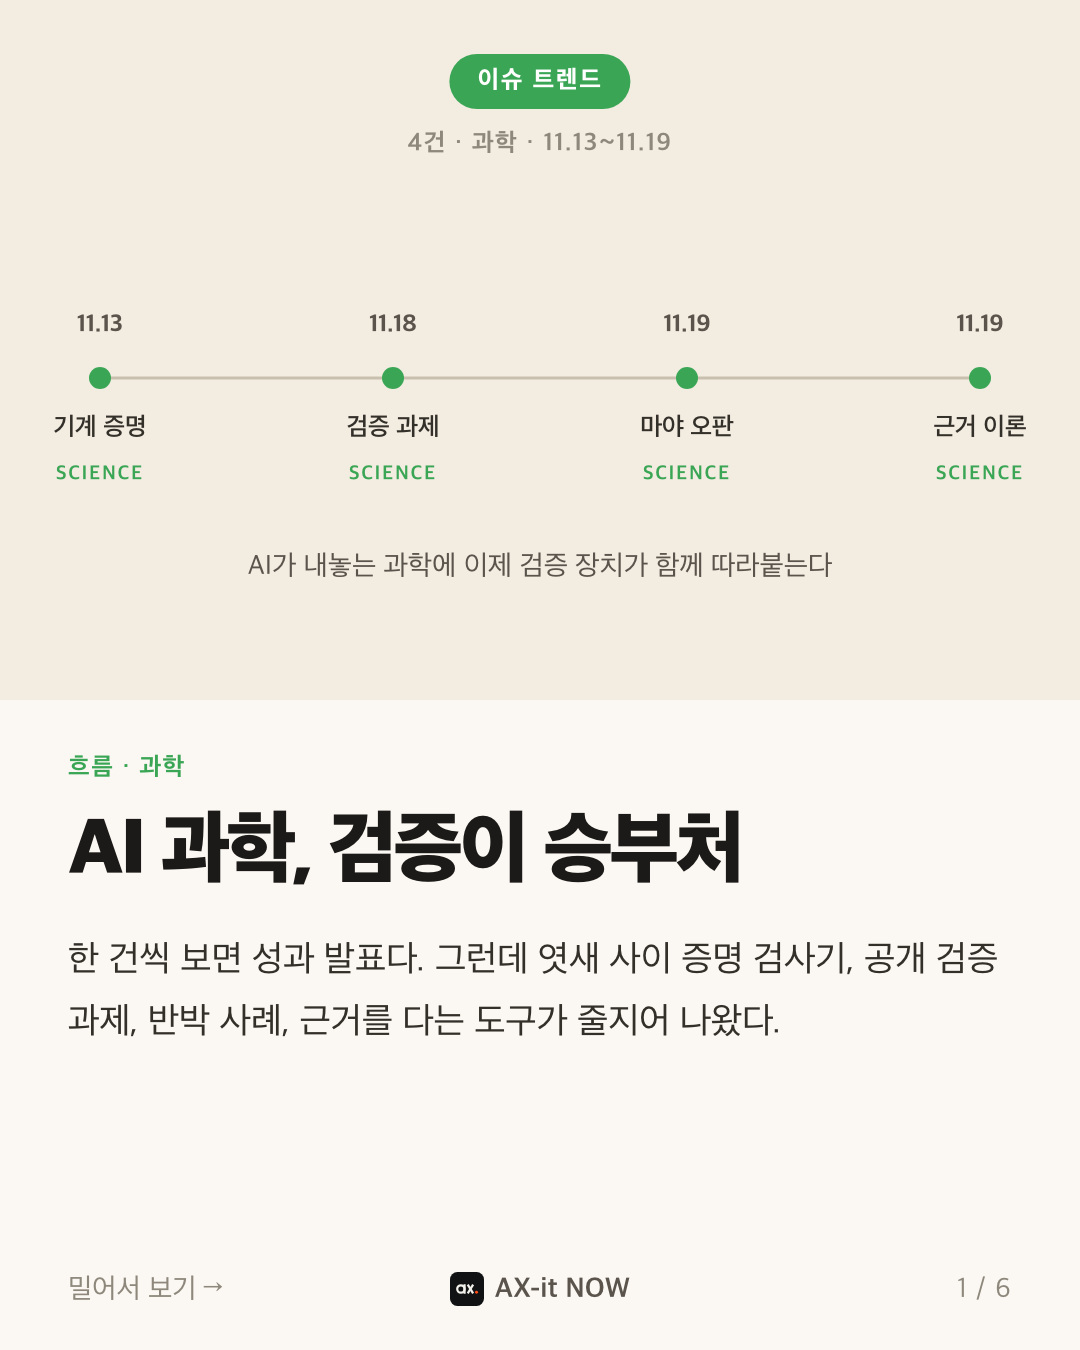 이슈 트렌드
4건 · 과학 · 11.13~11.19
11.13 11.18 11.19 11.19
기계 증명 검증 과제 마야 오판 근거 이론
SCIENCE SCIENCE SCIENCE SCIENCE
AI가 내놓는 과학에 이제 검증 장치가 함께 따라붙는다
흐름 · 과학
AI 과학, 검증이 승부처
한 건씩 보면 성과 발표다. 그런데 엿새 사이 증명 검사기, 공개 검증
과제, 반박 사례, 근거를 다는 도구가 줄지어 나왔다.
밀어서 보기 → ax. AX-it NOW 1 / 6